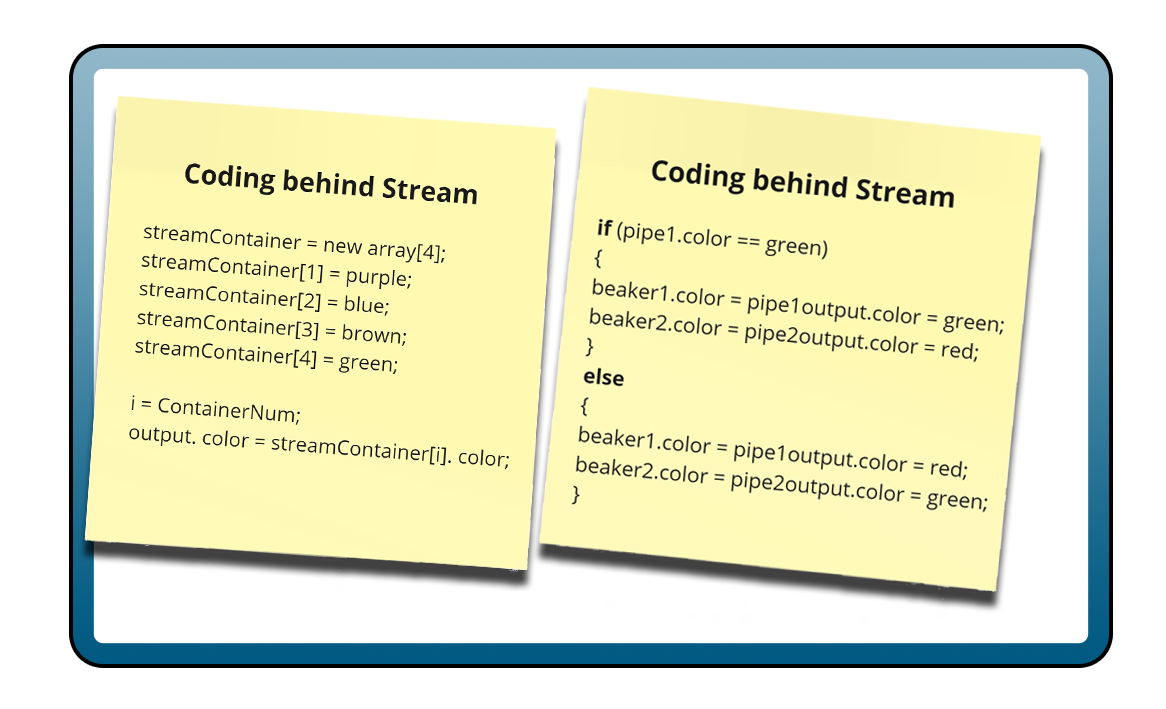 Coding behind Stream
streamContainer = new array[4];
streamContainer[1] = purple;
streamContainer[2] = blue;
streamContainer[3] = brown;
streamContainer[4] = green;
i = ContainerNum;
output. color = streamContainer[i]. color;
Coding behind Stream
if (pipe1.color == green)
{
beaker1.color = pipe1output.color = green;
beaker2.color = pipe2output.color = red;
}
else
{
beaker1.color = pipe1output.color = red;
beaker2.color = pipe2output.color = green;
}